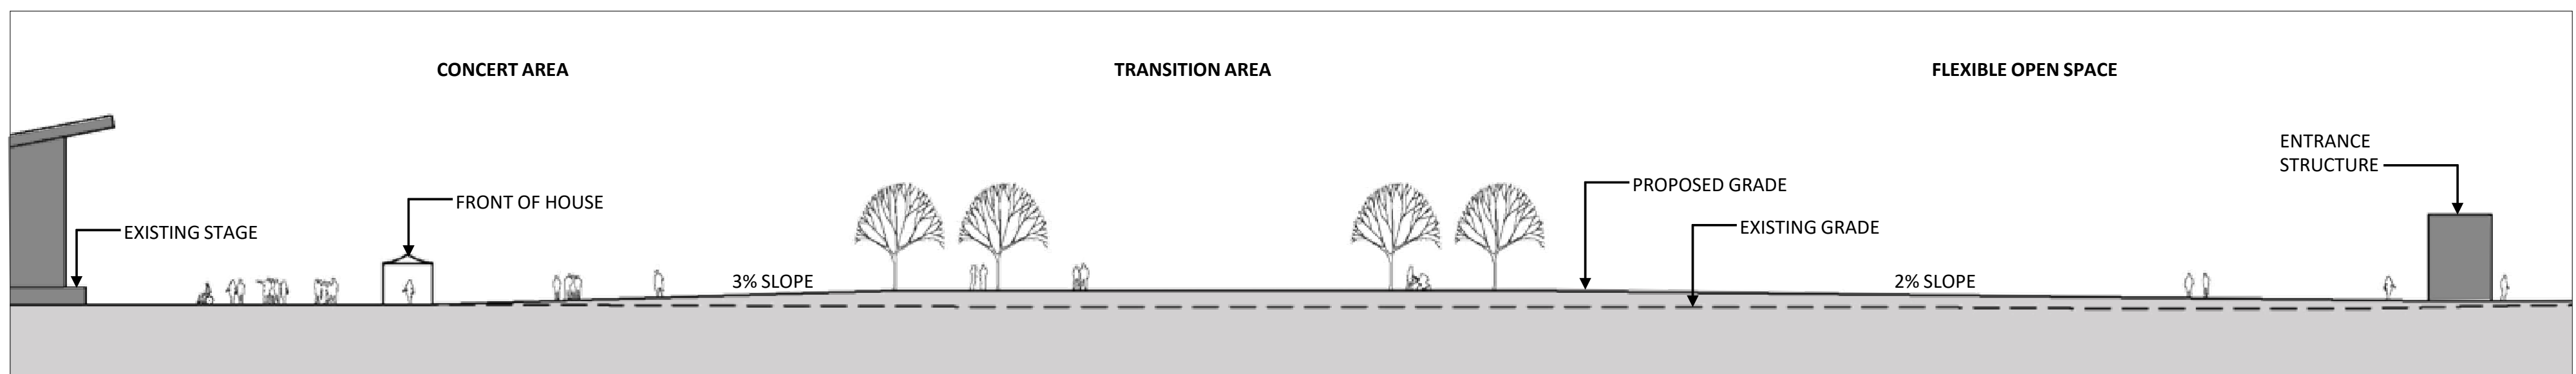 CONCERT AREA
TRANSITION AREA
FLEXIBLE OPEN SPACE
ENTRANCE
STRUCTURE
PROPOSED GRADE
FRONT OF HOUSE
EXISTING GRADE
EXISTING STAGE
3% SLOPE
2% SLOPE